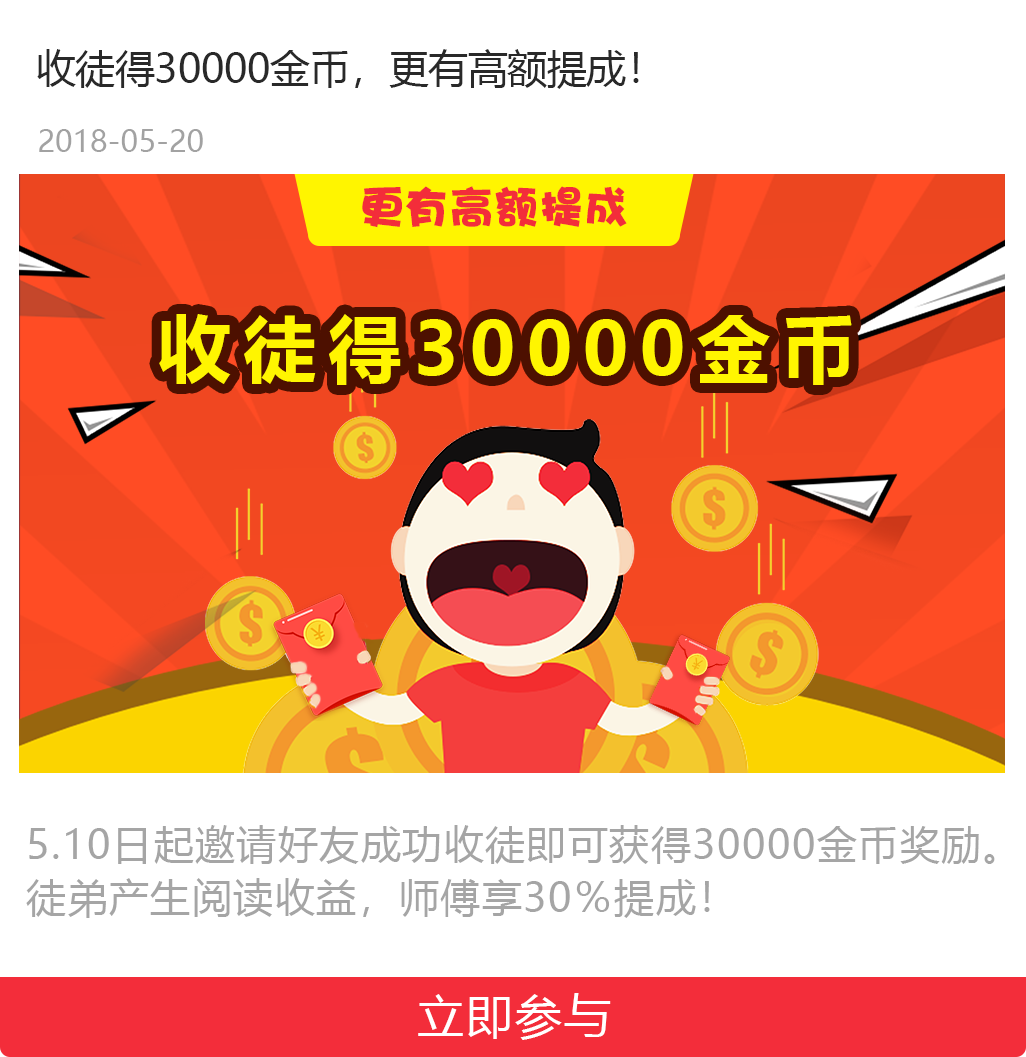 收徒得30000金币，更有高额提成！
2018-05-20
更有高额提成
收徒得30000金币
5.10日起邀请好友成功收徒即可获得30000金币奖励。
徒弟产生阅读收益，师傅享30%提成！
立即参与